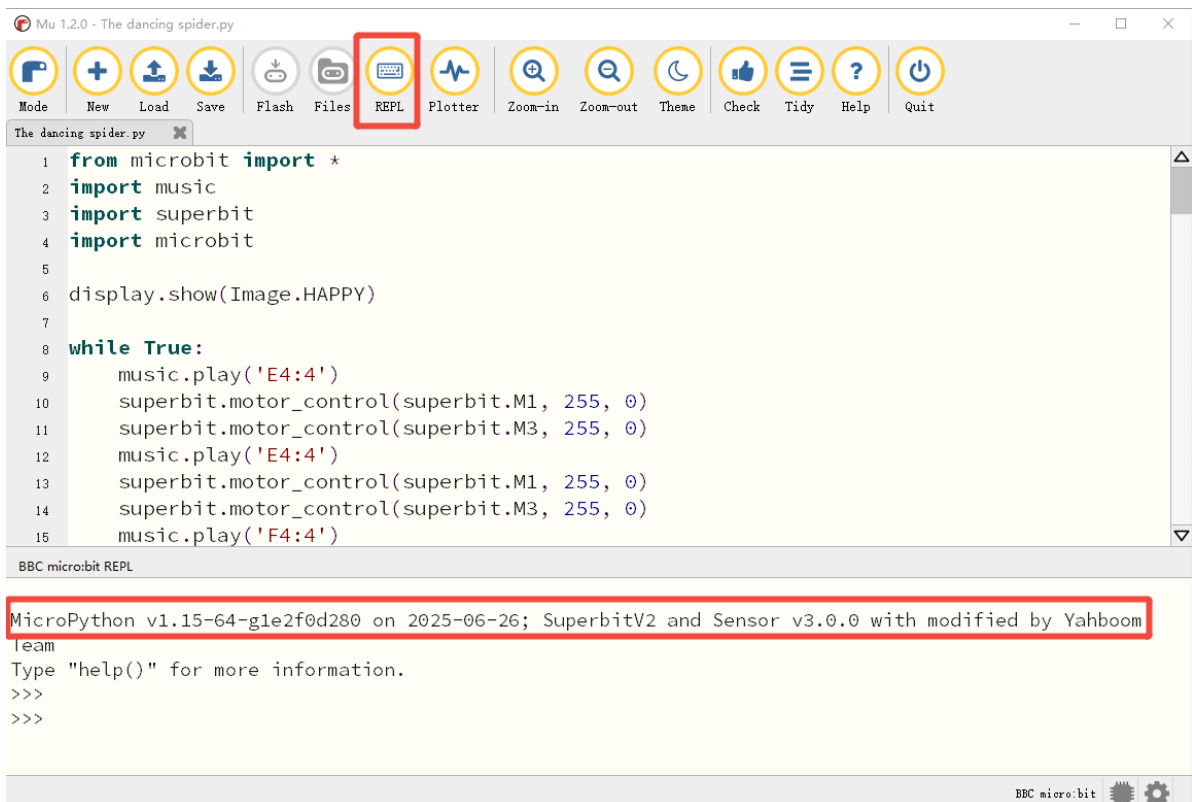 Mu 1.2.0 - The dancing spider.py
Mode New Load Save Flash Files REPL Plotter Zoom-in Zoom-out Theme Check Tidy Help Quit
The dancing spider.py
1 from microbit import *
2 import music
3 import superbit
4 import microbit
5
6 display.show(Image.HAPPY)
7
8 while True:
9     music.play('E4:4')
10     superbit.motor_control(superbit.M1, 255, 0)
11     superbit.motor_control(superbit.M3, 255, 0)
12     music.play('E4:4')
13     superbit.motor_control(superbit.M1, 255, 0)
14     superbit.motor_control(superbit.M3, 255, 0)
15     music.play('F4:4')
BBC micro:bit REPL
MicroPython v1.15-64-g1e2f0d280 on 2025-06-26; SuperbitV2 and Sensor v3.0.0 with modified by Yahboom
Team
Type "help()" for more information.
>>>
>>>
BBC micro:bit